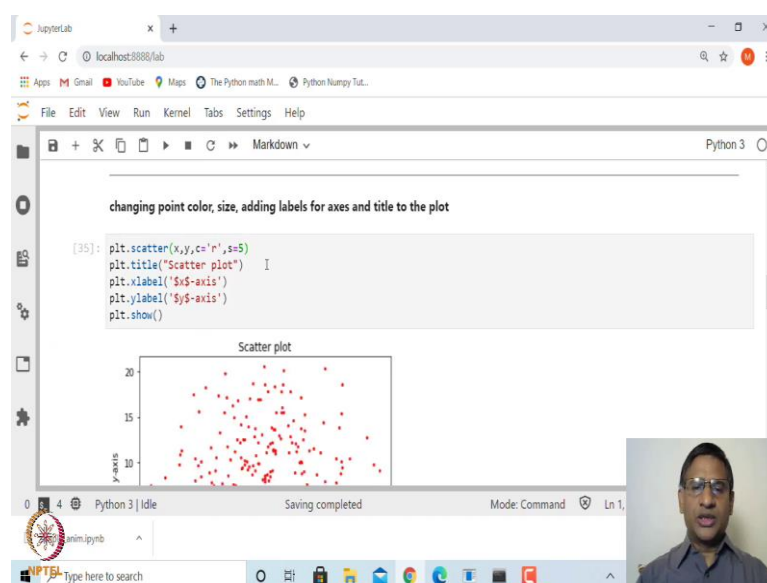 JupyterLab
localhost:8888/lab
Apps Gmail YouTube Maps The Python math M... Python Numpy Tut...
File Edit View Run Kernel Tabs Settings Help
Markdown Python 3
changing point color, size, adding labels for axes and title to the plot
[35]: plt.scatter(x,y,c='r',s=5)
plt.title("Scatter plot")
plt.xlabel('$x$-axis')
plt.ylabel('$y$-axis')
plt.show()
Scatter plot
20
15
10
y-axis
0 4 Python 3 | Idle Saving completed Mode: Command Ln 1,
anim.ipynb
NPTEL Type here to search